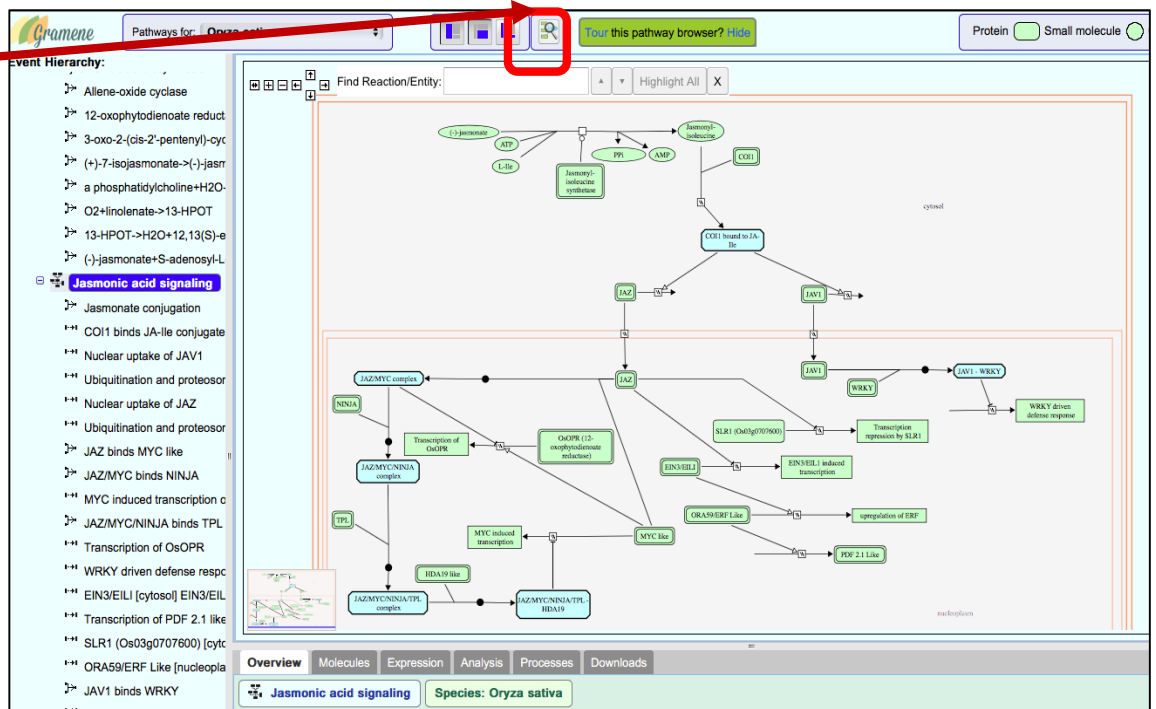 Gramene
Pathways for: Oryza sativa
Tour this pathway browser? Hide
Protein
Small molecule
Event Hierarchy:
Allene-oxide cyclase
12-oxophytodienoate reduct
3-oxo-2-(cis-2'-pentenyl)-cyc
(+)-7-isojasmonate->(-)-jasm
a phosphatidylcholine+H2O-
O2+linolenate->13-HPOT
13-HPOT->H2O+12,13(S)-e
(-)-jasmonate+S-adenosyl-L
Jasmonic acid signaling
Jasmonate conjugation
COI1 binds JA-Ile conjugate
Nuclear uptake of JAV1
Ubiquitination and proteosor
Nuclear uptake of JAZ
Ubiquitination and proteosor
JAZ binds MYC like
JAZ/MYC binds NINJA
MYC induced transcription o
JAZ/MYC/NINJA binds TPL
Transcription of OsOPR
WRKY driven defense respo
EIN3/EILI [cytosol] EIN3/EIL
Transcription of PDF 2.1 like
SLR1 (Os03g0707600) [cyto
ORA59/ERF Like [nucleopla
JAV1 binds WRKY
Find Reaction/Entity:
Highlight All
X
(-)-jasmonate
ATP
L-Ile
Jasmonyl-
isoleucine
synthetase
PPi
AMP
Jasmonyl-
isoleucine
COI1
cytosol
COI1 bound to JA-
Ile
JAZ
JAV1
JAZ/MYC complex
JAZ
JAV1
WRKY
JAV1 - WRKY
NINJA
WRKY driven
defense response
Transcription of
OsOPR
OsOPR (12-
oxophytodienoate
redactase)
SLR1 (Os03g0707600)
Transcription
repression by SLR1
JAZ/MYC/NINJA
complex
EIN3/EILI
EIN3/EIL1 induced
transcription
TPL
ORA59/ERF Like
upregulation of ERF
MYC induced
transcription
MYC like
PDF 2.1 Like
HDA19 like
JAZ/MYC/NINJA/TPL
complex
JAZ/MYC/NINJA/TPL-
HDA19
nucleoplasm
Overview
Molecules
Expression
Analysis
Processes
Downloads
Jasmonic acid signaling
Species: Oryza sativa